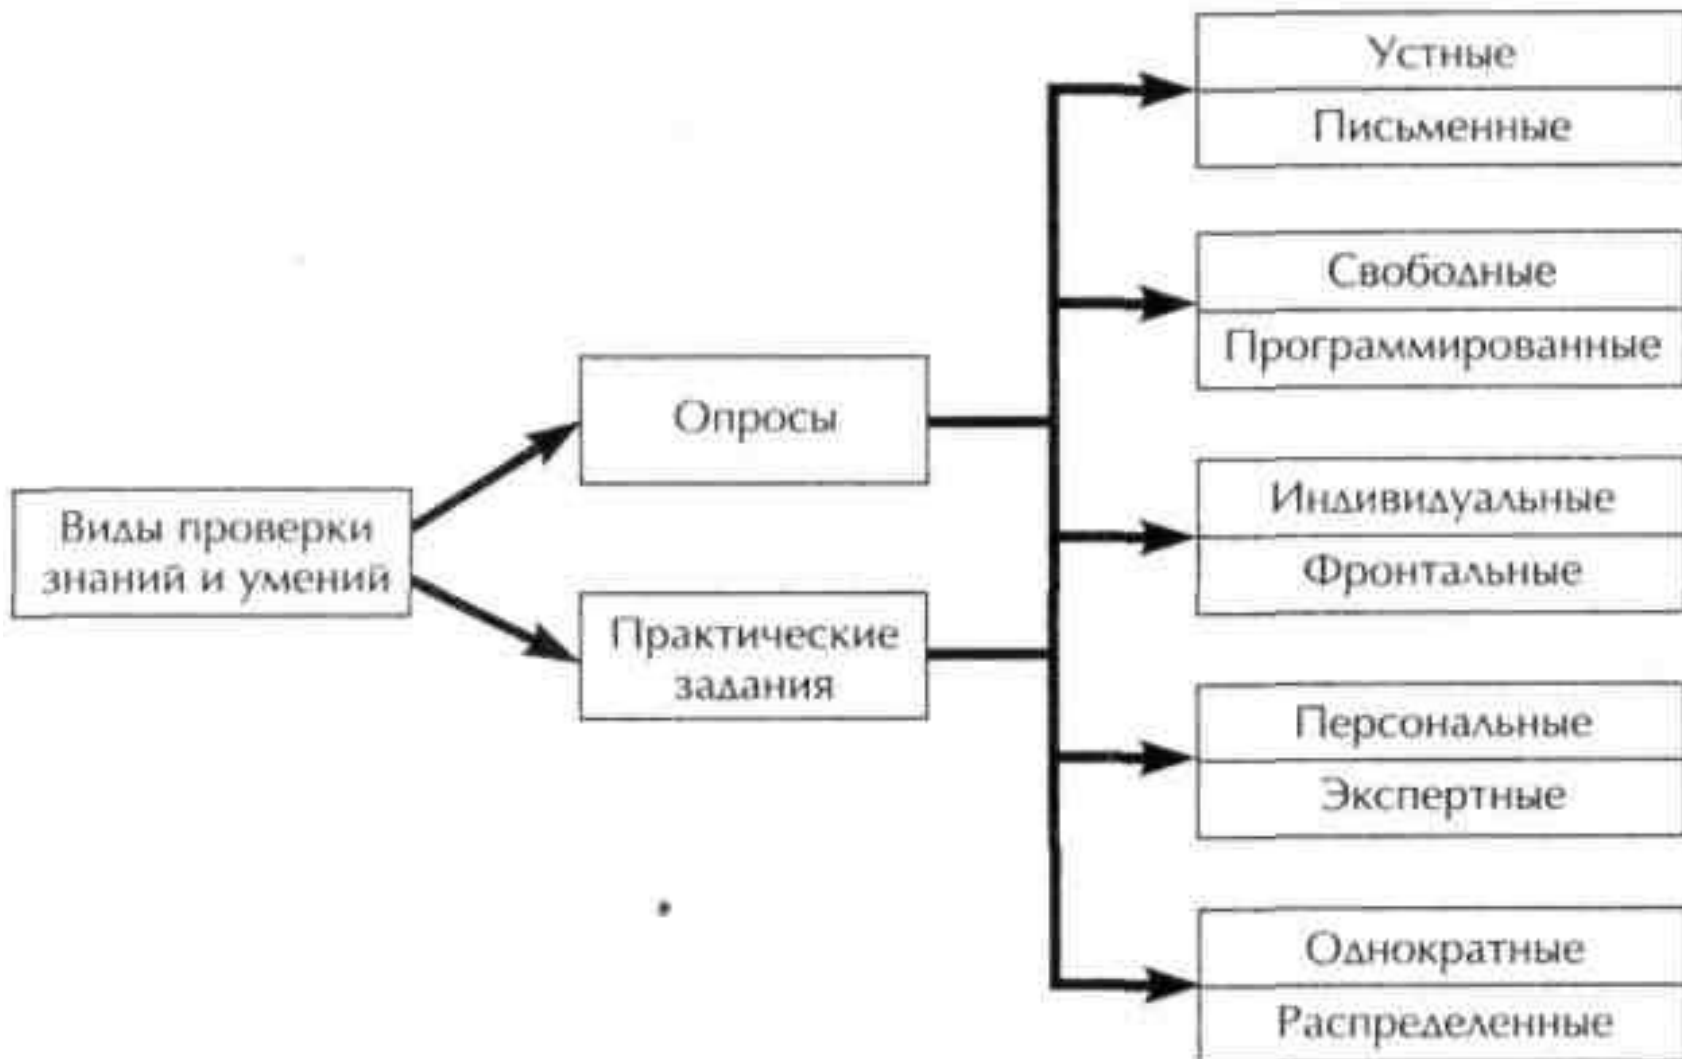 Виды проверки
знаний и умений
Опросы
Практические
задания
Устные
Письменные
Свободные
Программированные
Индивидуальные
Фронтальные
Персональные
Экспертные
Однократные
Распределенные